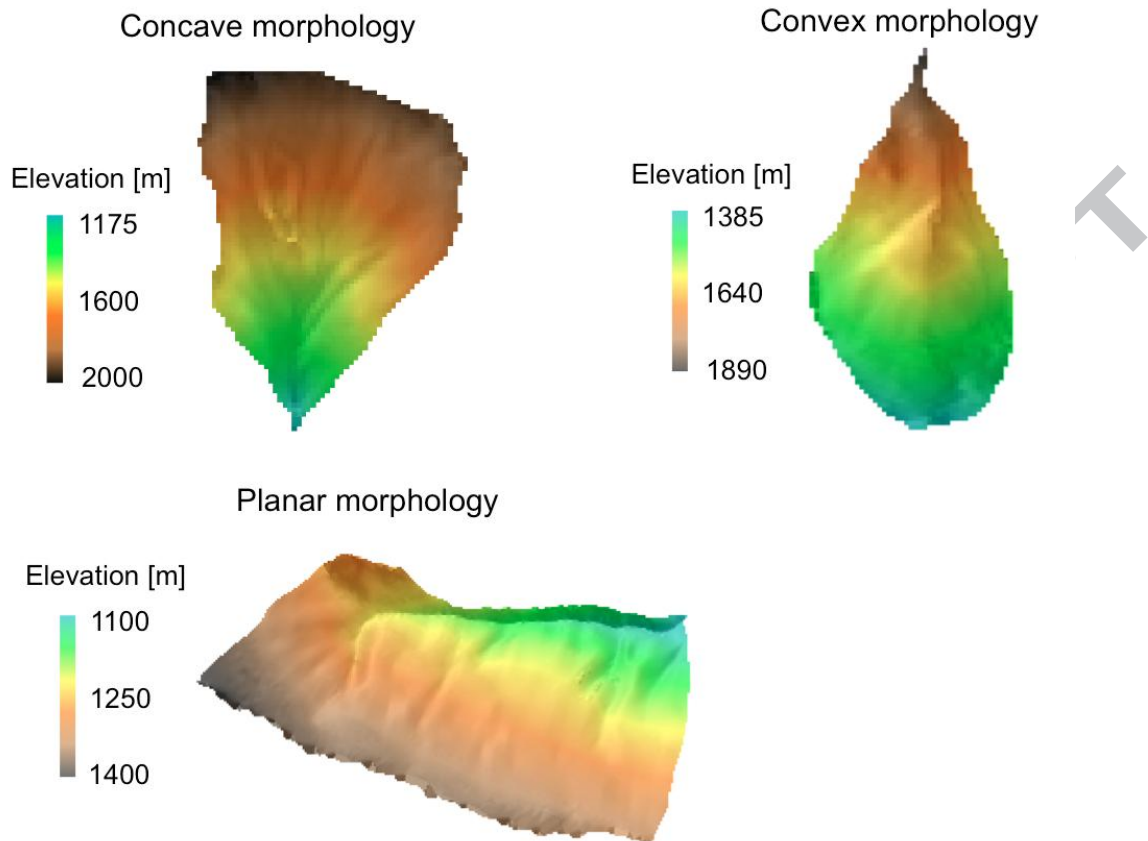 Concave morphology
Convex morphology
Elevation [m]
1175
1600
2000
Elevation [m]
1385
1640
1890
T
Planar morphology
Elevation [m]
1100
1250
1400